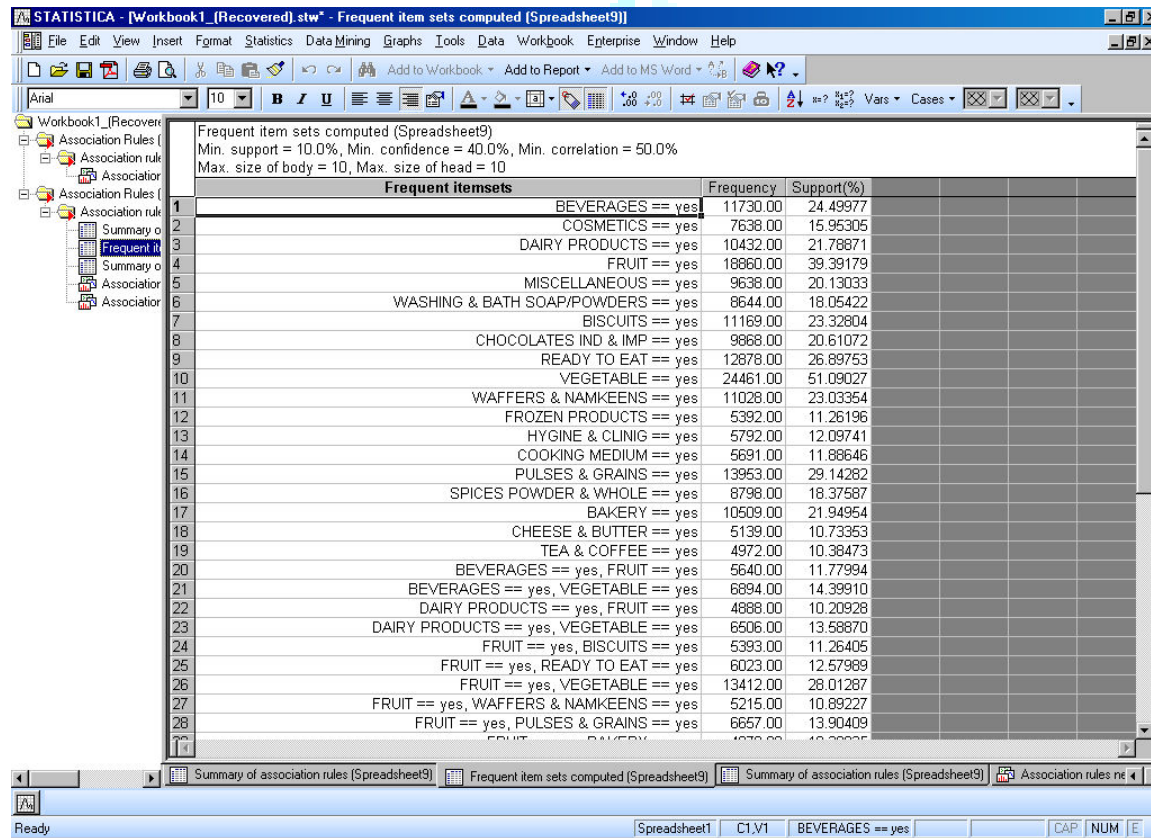 STATISTICA - [Workbook1_(Recovered).stw* - Frequent item sets computed (Spreadsheet9)]
File Edit View Insert Format Statistics Data Mining Graphs Tools Data Workbook Enterprise Window Help
Add to Workbook Add to Report Add to MS Word
Arial 10 B I U Vars Cases
Workbook1_(Recovere
Association Rules (
Association rule
Association
Association Rules (
Association rule
Summary o
Frequent it
Summary o
Association
Association
Frequent item sets computed (Spreadsheet9)
Min. support = 10.0%, Min. confidence = 40.0%, Min. correlation = 50.0%
Max. size of body = 10, Max. size of head = 10
Frequent itemsets Frequency Support(%)
1 BEVERAGES == yes 11730.00 24.49977
2 COSMETICS == yes 7638.00 15.95305
3 DAIRY PRODUCTS == yes 10432.00 21.78871
4 FRUIT == yes 18860.00 39.39179
5 MISCELLANEOUS == yes 9638.00 20.13033
6 WASHING & BATH SOAP/POWDERS == yes 8644.00 18.05422
7 BISCUITS == yes 11169.00 23.32804
8 CHOCOLATES IND & IMP == yes 9868.00 20.61072
9 READY TO EAT == yes 12878.00 26.89753
10 VEGETABLE == yes 24461.00 51.09027
11 WAFFERS & NAMKEENS == yes 11028.00 23.03354
12 FROZEN PRODUCTS == yes 5392.00 11.26196
13 HYGINE & CLINIG == yes 5792.00 12.09741
14 COOKING MEDIUM == yes 5691.00 11.88646
15 PULSES & GRAINS == yes 13953.00 29.14282
16 SPICES POWDER & WHOLE == yes 8798.00 18.37587
17 BAKERY == yes 10509.00 21.94954
18 CHEESE & BUTTER == yes 5139.00 10.73353
19 TEA & COFFEE == yes 4972.00 10.38473
20 BEVERAGES == yes, FRUIT == yes 5640.00 11.77994
21 BEVERAGES == yes, VEGETABLE == yes 6894.00 14.39910
22 DAIRY PRODUCTS == yes, FRUIT == yes 4888.00 10.20928
23 DAIRY PRODUCTS == yes, VEGETABLE == yes 6506.00 13.58870
24 FRUIT == yes, BISCUITS == yes 5393.00 11.26405
25 FRUIT == yes, READY TO EAT == yes 6023.00 12.57989
26 FRUIT == yes, VEGETABLE == yes 13412.00 28.01287
27 FRUIT == yes, WAFFERS & NAMKEENS == yes 5215.00 10.89227
28 FRUIT == yes, PULSES & GRAINS == yes 6657.00 13.90409
Summary of association rules (Spreadsheet9) Frequent item sets computed (Spreadsheet9) Summary of association rules (Spreadsheet9) Association rules ne
Ready Spreadsheet1 C1,V1 BEVERAGES == yes CAP NUM E